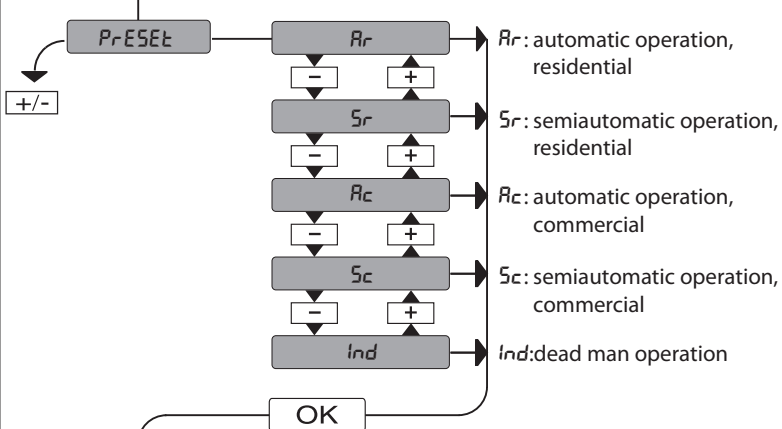 PrESEt
Ar
Ar: automatic operation,
residential
+/-
−
+
Sr
Sr: semiautomatic operation,
residential
−
+
Ac
Ac: automatic operation,
commercial
−
+
Sc
Sc: semiautomatic operation,
commercial
−
+
Ind
Ind:dead man operation
OK